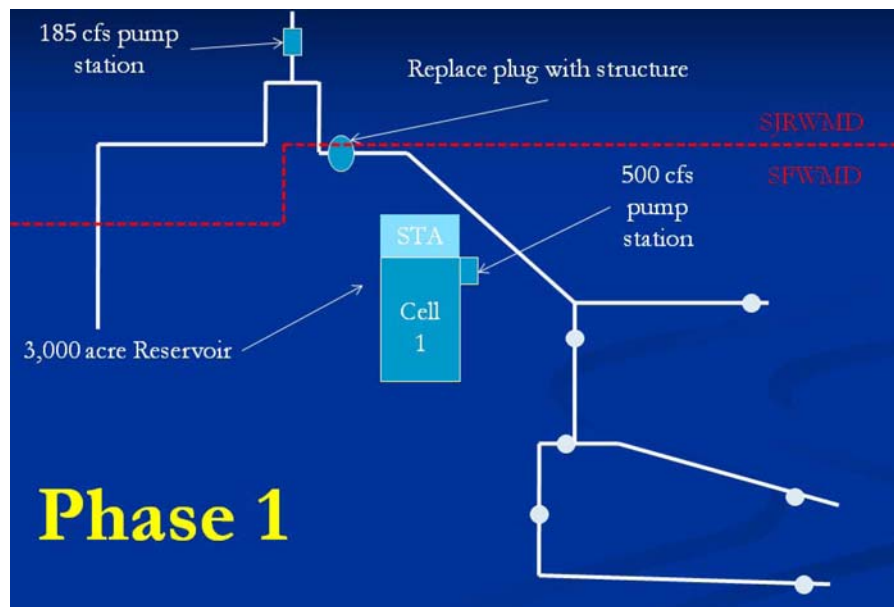 185 cfs pump
station
Replace plug with structure
SJRWMD
SFWMD
500 cfs
pump
station
STA
Cell
1
3,000 acre Reservoir
Phase 1